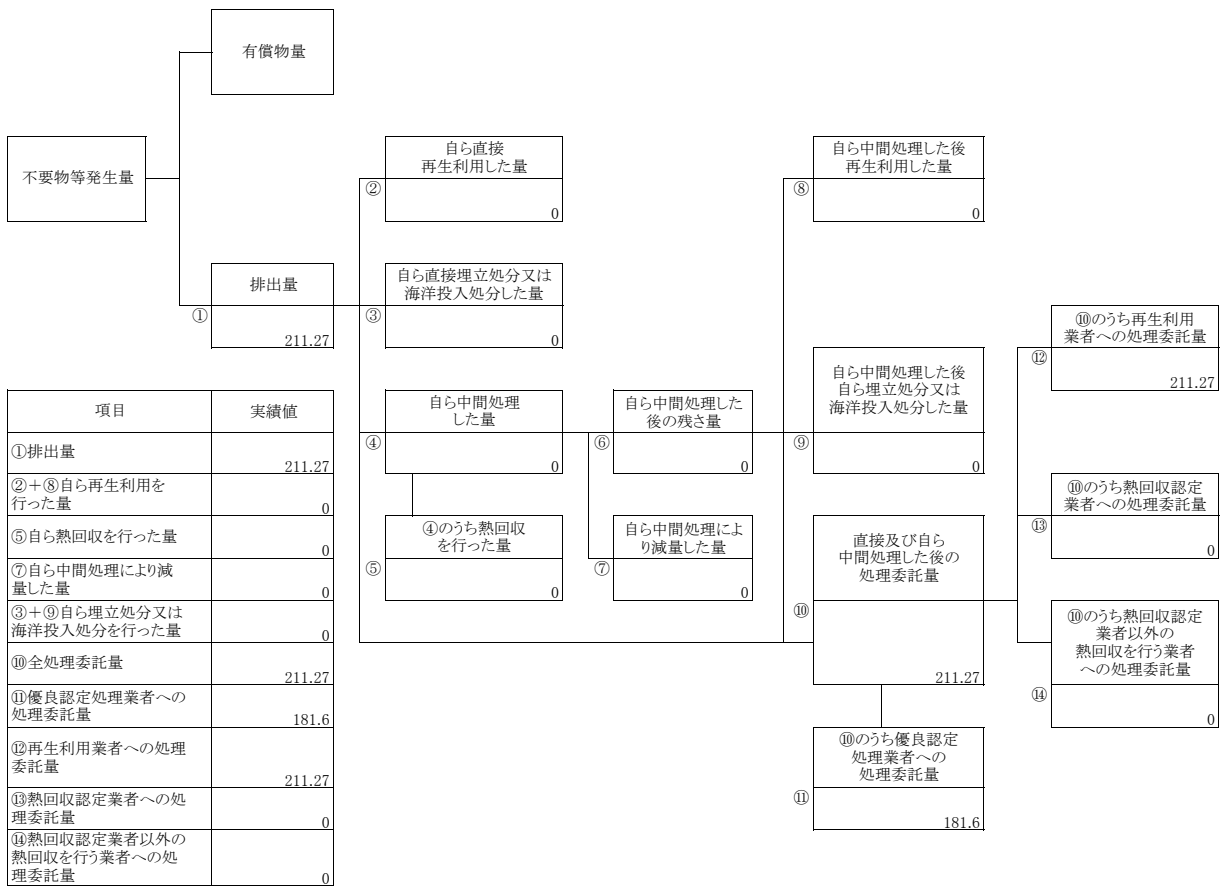 有償物量
不要物等発生量
自ら直接
再生利用した量
②
0
自ら中間処理した後
再生利用した量
⑧
0
排出量
①
211.27
自ら直接埋立処分又は
海洋投入処分した量
③
0
⑩のうち再生利用
業者への処理委託量
⑫
211.27
自ら中間処理
した量
④
0
自ら中間処理した
後の残さ量
⑥
0
自ら中間処理した後
自ら埋立処分又は
海洋投入処分した量
⑨
0
⑩のうち熱回収認定
業者への処理委託量
⑬
0
④のうち熱回収
を行った量
⑤
0
自ら中間処理によ
り減量した量
⑦
0
直接及び自ら
中間処理した後の
処理委託量
⑩
211.27
⑩のうち熱回収認定
業者以外の
熱回収を行う業者
への処理委託量
⑭
0
⑩のうち優良認定
処理業者への
処理委託量
⑪
181.6
項目 実績値
①排出量
211.27
②+⑧自ら再生利用を
行った量
0
⑤自ら熱回収を行った量
0
⑦自ら中間処理により減
量した量
0
③+⑨自ら埋立処分又は
海洋投入処分を行った量
0
⑩全処理委託量
211.27
⑪優良認定処理業者への
処理委託量
181.6
⑫再生利用業者への処理
委託量
211.27
⑬熱回収認定業者への処
理委託量
0
⑭熱回収認定業者以外の
熱回収を行う業者への処
理委託量
0